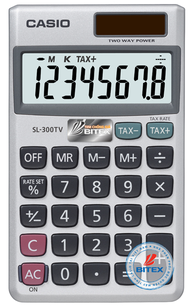 CASIO
TWO WAY POWER
M K TAX+
12345678
SL-300TV
BITEX
TAX RATE
TAX- TAX+
OFF MR M- M+ ÷
RATE SET
% 7 8 9 ×
+/- 4 5 6 -
C 1 2 3 +
AC 0 • =
ON
BITEX